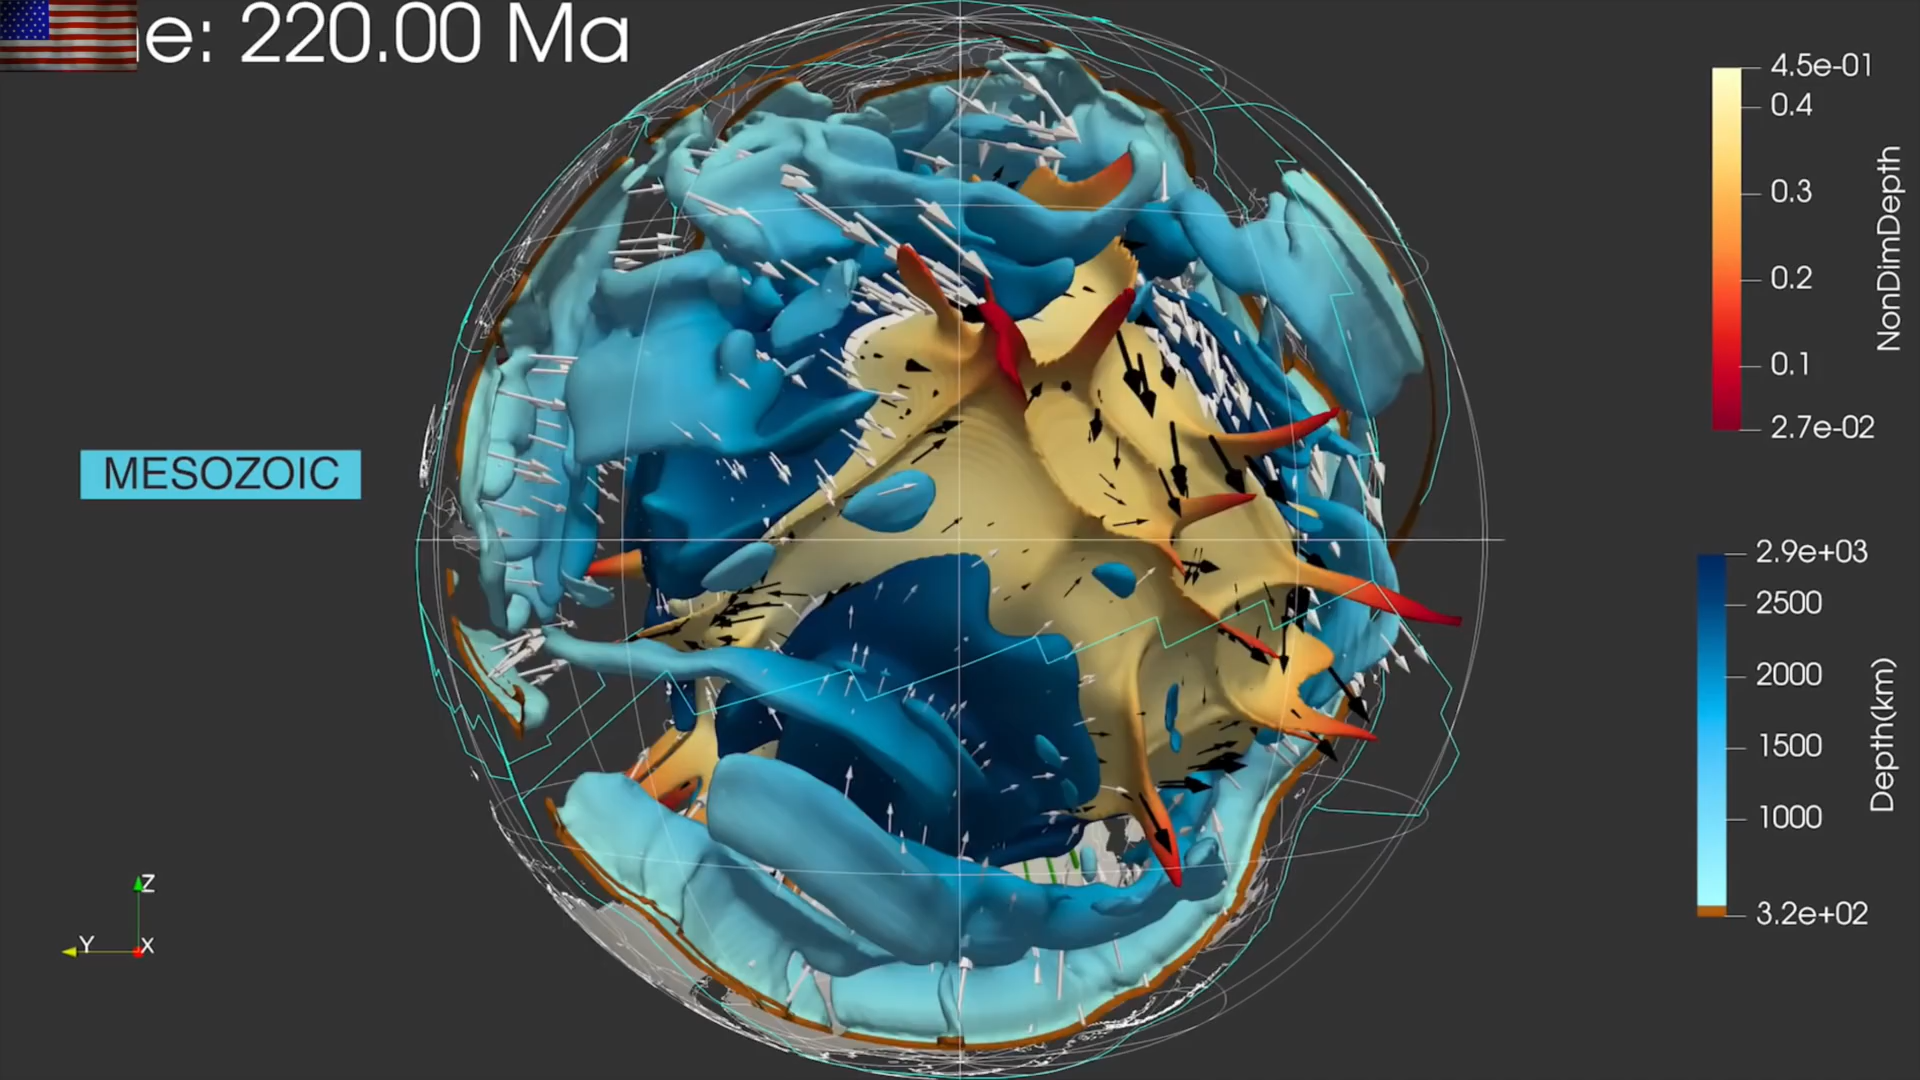 e: 220.00 Ma
4.5e-01
0.4
0.3
0.2
0.1
2.7e-02
NonDimDepth
MESOZOIC
2.9e+03
2500
2000
1500
1000
3.2e+02
Depth(km)
Z
Y
X